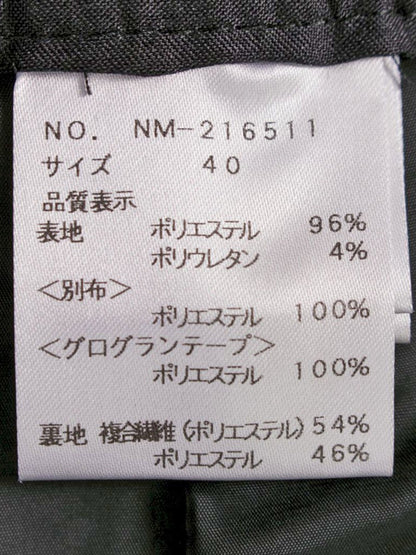 NO. NM-216511
サイズ 40
品質表示
表地 ポリエステル 96%
ポリウレタン 4%
<別布>
ポリエステル 100%
<グログランテープ>
ポリエステル 100%
裏地 複合繊維(ポリエステル)54%
ポリエステル 46%